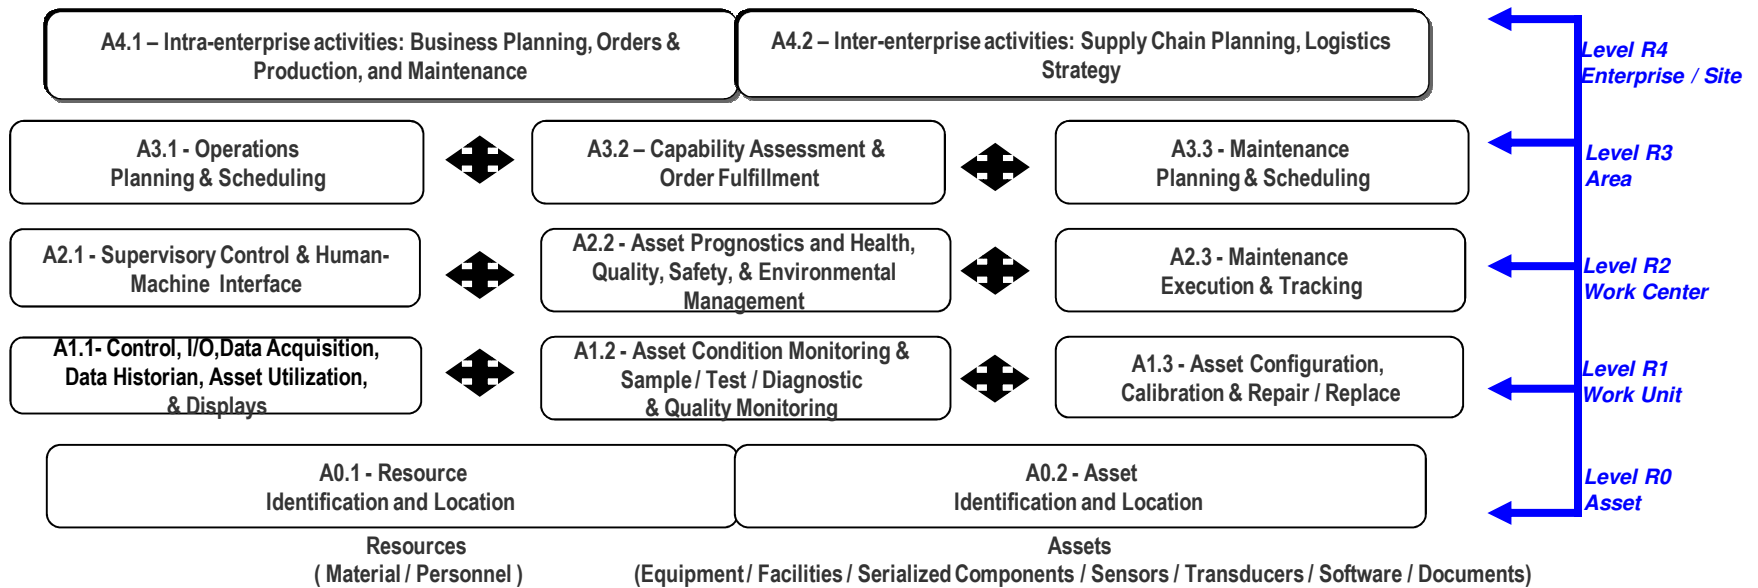 A4.1 – Intra-enterprise activities: Business Planning, Orders &
Production, and Maintenance
A4.2 – Inter-enterprise activities: Supply Chain Planning, Logistics
Strategy
Level R4
Enterprise / Site
A3.1 - Operations
Planning & Scheduling
A3.2 – Capability Assessment &
Order Fulfillment
A3.3 - Maintenance
Planning & Scheduling
Level R3
Area
A2.1 - Supervisory Control & Human-
Machine Interface
A2.2 - Asset Prognostics and Health,
Quality, Safety, & Environmental
Management
A2.3 - Maintenance
Execution & Tracking
Level R2
Work Center
A1.1- Control, I/O,Data Acquisition,
Data Historian, Asset Utilization,
& Displays
A1.2 - Asset Condition Monitoring &
Sample / Test / Diagnostic
& Quality Monitoring
A1.3 - Asset Configuration,
Calibration & Repair / Replace
Level R1
Work Unit
A0.1 - Resource
Identification and Location
A0.2 - Asset
Identification and Location
Level R0
Asset
Resources
( Material / Personnel )
Assets
(Equipment / Facilities / Serialized Components / Sensors / Transducers / Software / Documents)